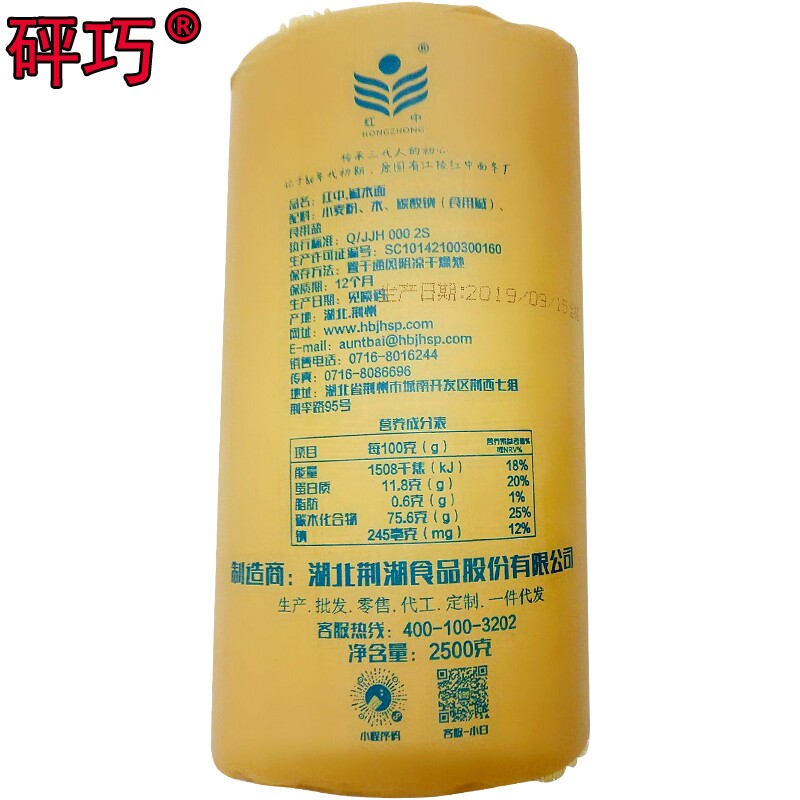 砰巧®
®
红 中
HONGZHONG
传承三代人的初心
始于80年代初期，原国有江陵红中面条厂
品名：红中.碱水面
配料：小麦粉、水、碳酸钠（食用碱）、
食用盐
执行标准：Q/JJH 000 2S
生产许可证编号：SC10142100300160
保存方法：置于通风阴凉干燥处
保质期：12个月
生产日期：见喷码
生产日期:2019/03/15
产地：湖北.荆州
网址：www.hbjhsp.com
E-mail：auntbai@hbjhsp.com
销售电话：0716-8016244
传真：0716-8086696
地址：湖北省荆州市城南开发区荆西七组
荆李路95号
营养成分表
项目 每100克（g） 营养素参考值%或NRV%
能量 1508千焦（kJ） 18%
蛋白质 11.8克（g） 20%
脂肪 0.6克（g） 1%
碳水化合物 75.6克（g） 25%
钠 245毫克（mg） 12%
制造商：湖北荆湖食品股份有限公司
生产.批发.零售.代工.定制.一件代发
客服热线：400-100-3202
净含量：2500克
小程序码 客服-小白